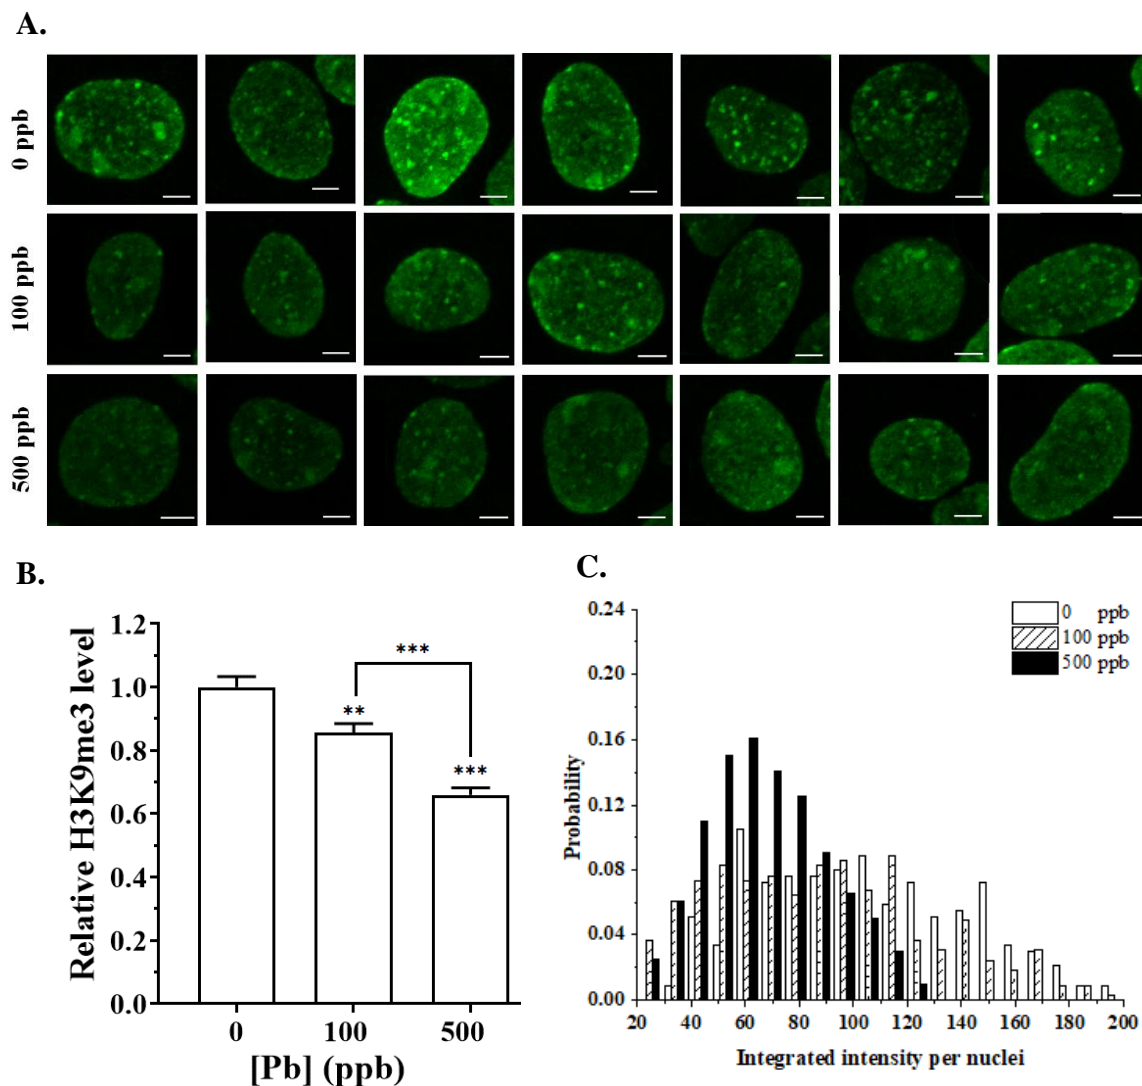 A.
0 ppb
100 ppb
500 ppb
B.
Relative H3K9me3 level
1.2
1.0
0.8
0.6
0.4
0.2
0.0
***
**
***
0 100 500
[Pb] (ppb)
C.
Probability
0.24
0.20
0.16
0.12
0.08
0.04
0.00
0 ppb
100 ppb
500 ppb
20 40 60 80 100 120 140 160 180 200
Integrated intensity per nuclei